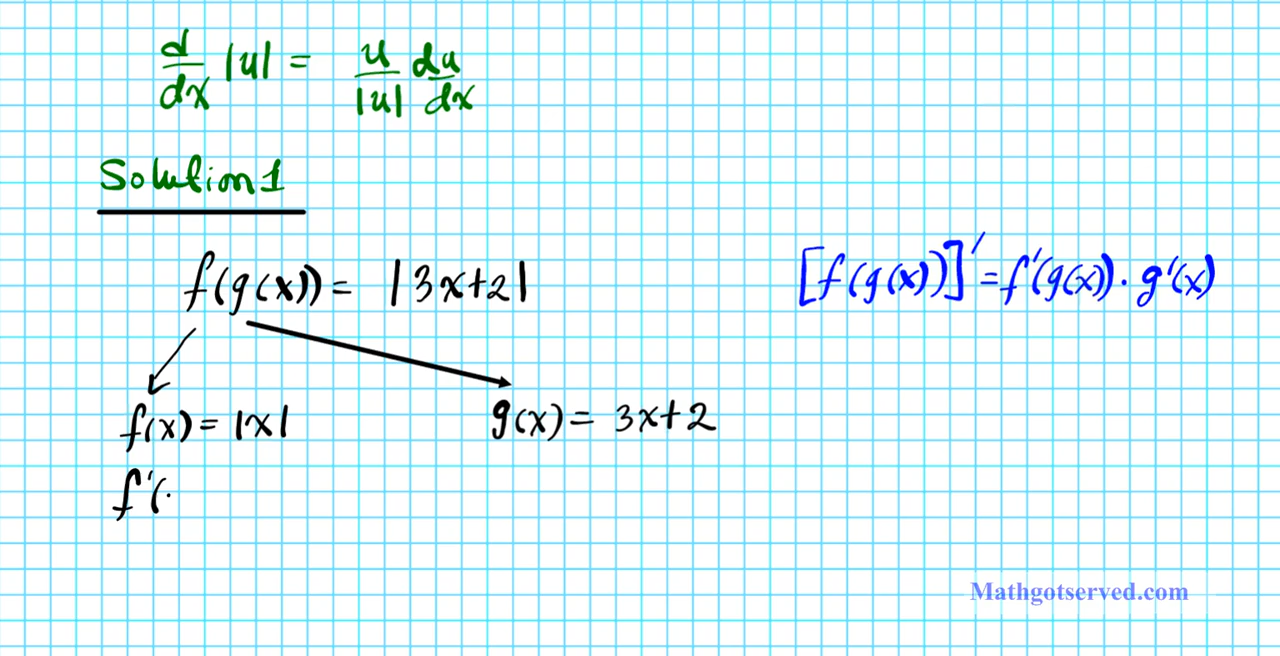 d/dx |u| = u/|u| du/dx
Solution 1
f(g(x)) = |3x+2|
[f(g(x))]' = f'(g(x)) · g'(x)
f(x) = |x|
g(x) = 3x+2
f'(
Mathgotserved.com